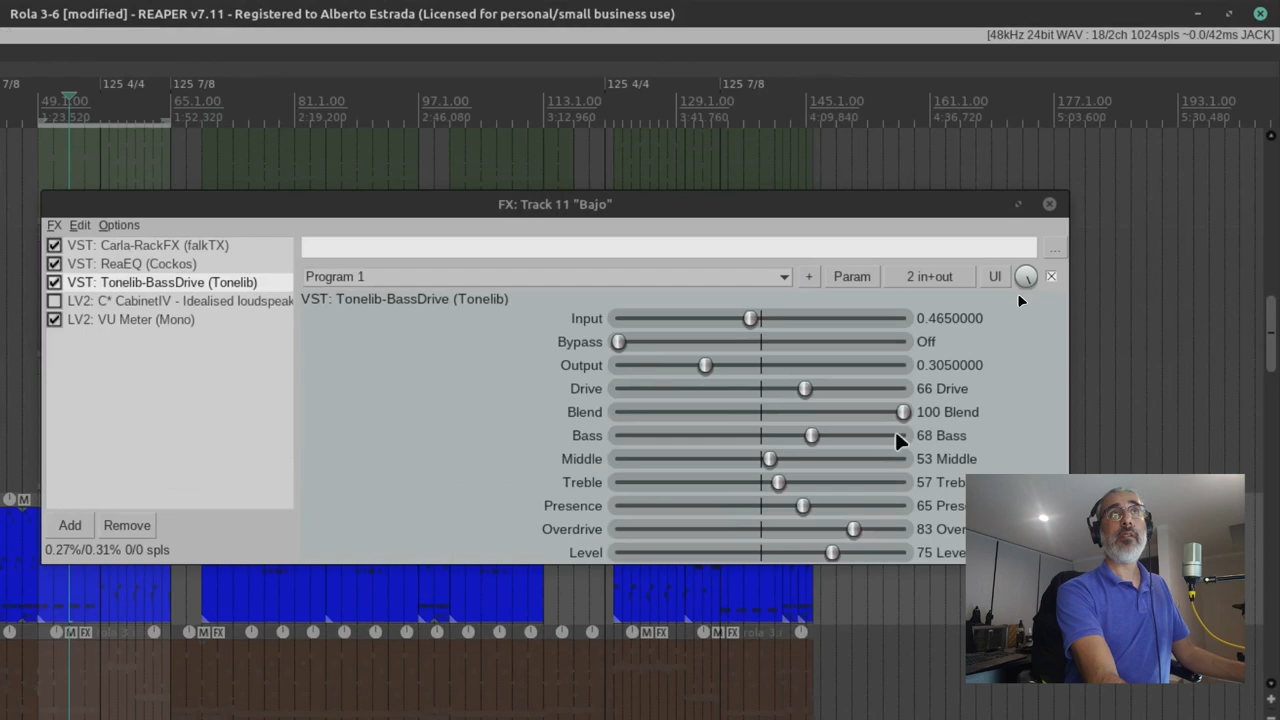 Rola 3-6 [modified] - REAPER v7.11 - Registered to Alberto Estrada (Licensed for personal/small business use)
[48kHz 24bit WAV : 18/2ch 1024spls ~0.0/42ms JACK]
7/8 125 4/4 125 7/8 125 4/4 125 7/8
49.1.00 65.1.00 81.1.00 97.1.00 113.1.00 129.1.00 145.1.00 161.1.00 177.1.00 193.1.00
1:23.520 1:52.320 2:19.200 2:46.080 3:12.960 3:41.760 4:09.840 4:36.720 5:03.600 5:30.480
FX: Track 11 "Bajo"
FX Edit Options
VST: Carla-RackFX (falkTX)
VST: ReaEQ (Cockos)
VST: Tonelib-BassDrive (Tonelib)
LV2: C* CabinetIV - Idealised loudspeak
LV2: VU Meter (Mono)
Add Remove
0.27%/0.31% 0/0 spls
...
Program 1 + Param 2 in+out UI
VST: Tonelib-BassDrive (Tonelib)
Input 0.4650000
Bypass Off
Output 0.3050000
Drive 66 Drive
Blend 100 Blend
Bass 68 Bass
Middle 53 Middle
Treble 57 Treb
Presence 65 Pres
Overdrive 83 Over
Level 75 Leve
M
M FX M FX M FX M FX